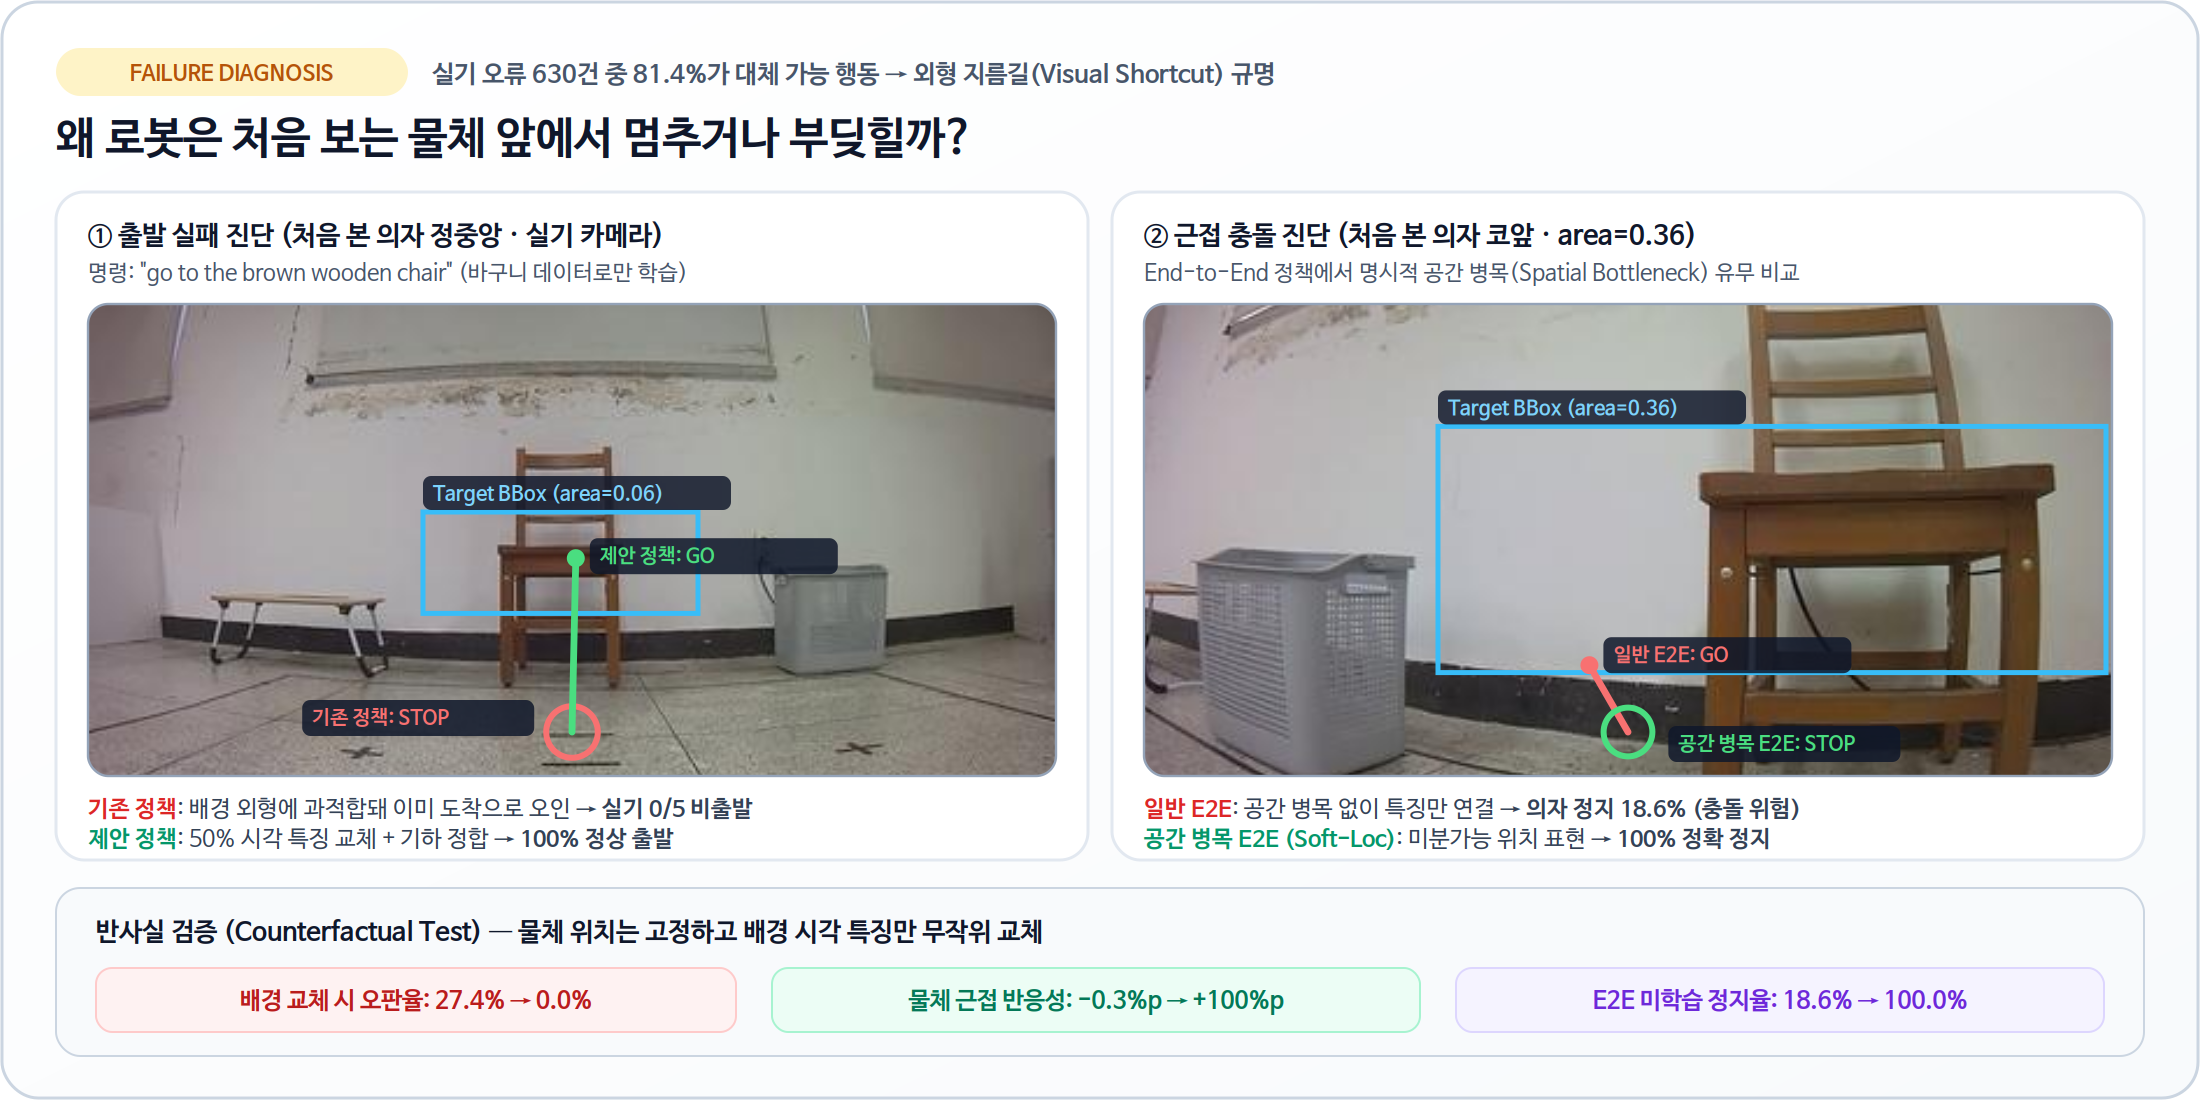 FAILURE DIAGNOSIS
실기 오류 630건 중 81.4%가 대체 가능 행동 → 외형 지름길(Visual Shortcut) 규명
왜 로봇은 처음 보는 물체 앞에서 멈추거나 부딪힐까?
① 출발 실패 진단 (처음 본 의자 정중앙 · 실기 카메라)
명령: "go to the brown wooden chair" (바구니 데이터로만 학습)
Target BBox (area=0.06)
제안 정책: GO
기존 정책: STOP
기존 정책: 배경 외형에 과적합돼 이미 도착으로 오인 → 실기 0/5 비출발
제안 정책: 50% 시각 특징 교체 + 기하 정합 → 100% 정상 출발
② 근접 충돌 진단 (처음 본 의자 코앞 · area=0.36)
End-to-End 정책에서 명시적 공간 병목(Spatial Bottleneck) 유무 비교
Target BBox (area=0.36)
일반 E2E: GO
공간 병목 E2E: STOP
일반 E2E: 공간 병목 없이 특징만 연결 → 의자 정지 18.6% (충돌 위험)
공간 병목 E2E (Soft-Loc): 미분가능 위치 표현 → 100% 정확 정지
반사실 검증 (Counterfactual Test) — 물체 위치는 고정하고 배경 시각 특징만 무작위 교체
배경 교체 시 오판율: 27.4% → 0.0%
물체 근접 반응성: -0.3%p → +100%p
E2E 미학습 정지율: 18.6% → 100.0%